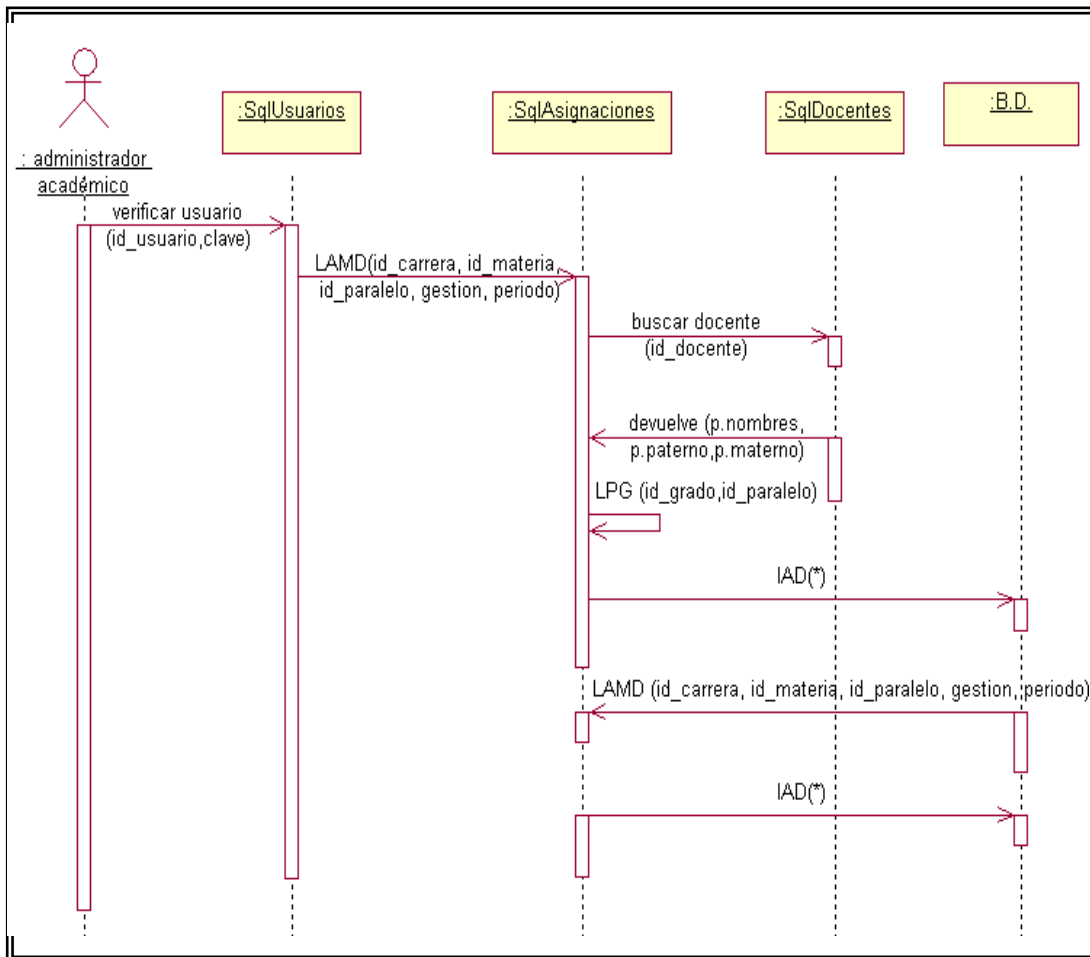 :SqlUsuarios
:SqlAsignaciones
:SqlDocentes
:B.D.
: administrador
académico
verificar usuario
(id_usuario,clave)
LAMD(id_carrera, id_materia,
id_paralelo, gestion, periodo)
buscar docente
(id_docente)
devuelve (p.nombres,
p.paterno,p.materno)
LPG (id_grado,id_paralelo)
IAD(*)
LAMD (id_carrera, id_materia, id_paralelo, gestion, periodo)
IAD(*)